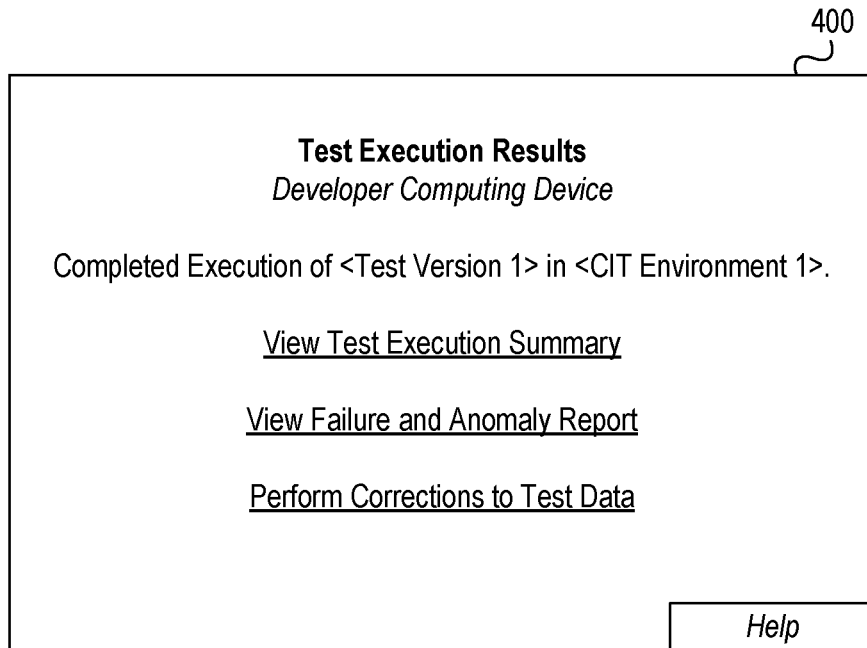 400
Test Execution Results
Developer Computing Device
Completed Execution of <Test Version 1> in <CIT Environment 1>.
View Test Execution Summary
View Failure and Anomaly Report
Perform Corrections to Test Data
Help